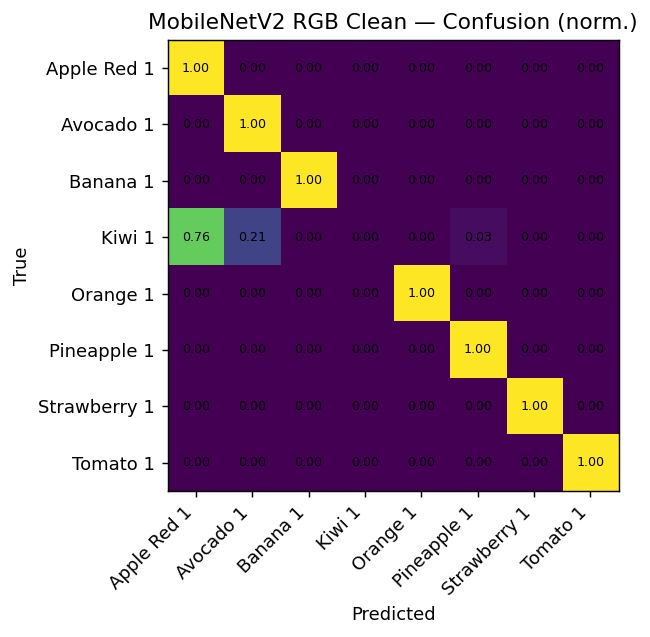 MobileNetV2 RGB Clean — Confusion (norm.)
True
Apple Red 1 1.00 0.00 0.00 0.00 0.00 0.00 0.00 0.00
Avocado 1 0.00 1.00 0.00 0.00 0.00 0.00 0.00 0.00
Banana 1 0.00 0.00 1.00 0.00 0.00 0.00 0.00 0.00
Kiwi 1 0.76 0.21 0.00 0.00 0.00 0.03 0.00 0.00
Orange 1 0.00 0.00 0.00 0.00 1.00 0.00 0.00 0.00
Pineapple 1 0.00 0.00 0.00 0.00 0.00 1.00 0.00 0.00
Strawberry 1 0.00 0.00 0.00 0.00 0.00 0.00 1.00 0.00
Tomato 1 0.00 0.00 0.00 0.00 0.00 0.00 0.00 1.00
Apple Red 1 Avocado 1 Banana 1 Kiwi 1 Orange 1 Pineapple 1 Strawberry 1 Tomato 1
Predicted